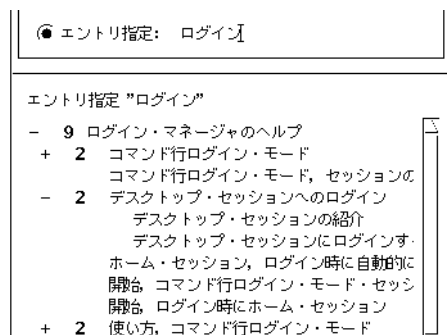 エントリ指定: ログイン
エントリ指定 "ログイン"
− 9 ログイン・マネージャのヘルプ
+ 2 コマンド行ログイン・モード
コマンド行ログイン・モード, セッションの
− 2 デスクトップ・セッションへのログイン
デスクトップ・セッションの紹介
デスクトップ・セッションにログインす
ホーム・セッション, ログイン時に自動的に
開始, コマンド行ログイン・モード・セッシ
開始, ログイン時にホーム・セッション
+ 2 使い方, コマンド行ログイン・モード